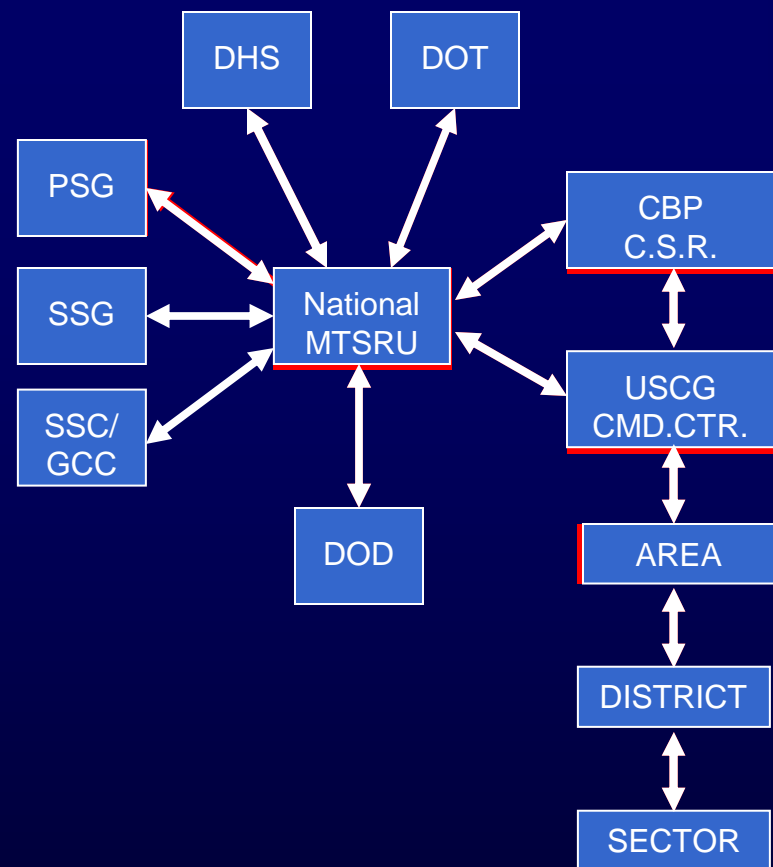 DHS
DOT
PSG
CBP
C.S.R.
SSG
National
MTSRU
USCG
CMD.CTR.
SSC/
GCC
DOD
AREA
DISTRICT
SECTOR